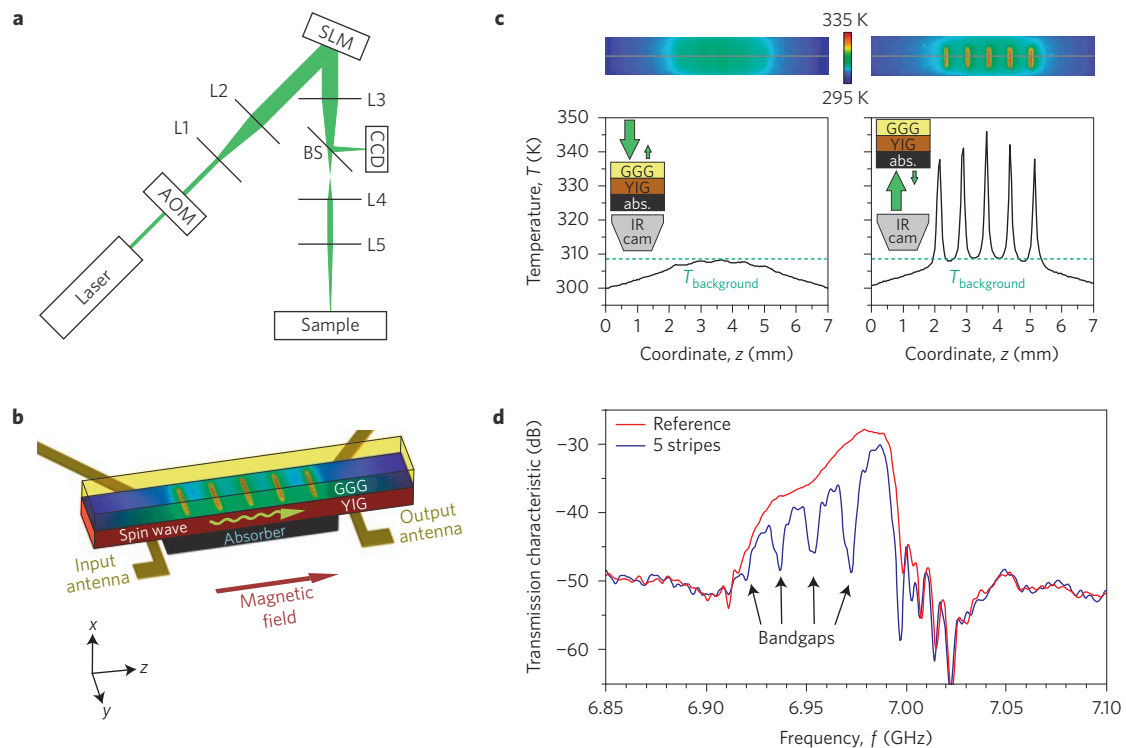 a
SLM
L2
L3
L1
BS
CCD
AOM
L4
L5
Laser
Sample
b
GGG
YIG
Spin wave
Absorber
Output
antenna
Input
antenna
Magnetic
field
x
z
y
c
335 K
295 K
Temperature, T (K)
350
340
330
320
310
300
GGG
YIG
abs.
IR
cam
T background
0 1 2 3 4 5 6 7
Coordinate, z (mm)
GGG
YIG
abs.
IR
cam
T background
0 1 2 3 4 5 6 7
Coordinate, z (mm)
d
Reference
5 stripes
Transmission characteristic (dB)
−30
−40
−50
−60
Bandgaps
6.85 6.90 6.95 7.00 7.05 7.10
Frequency, f (GHz)